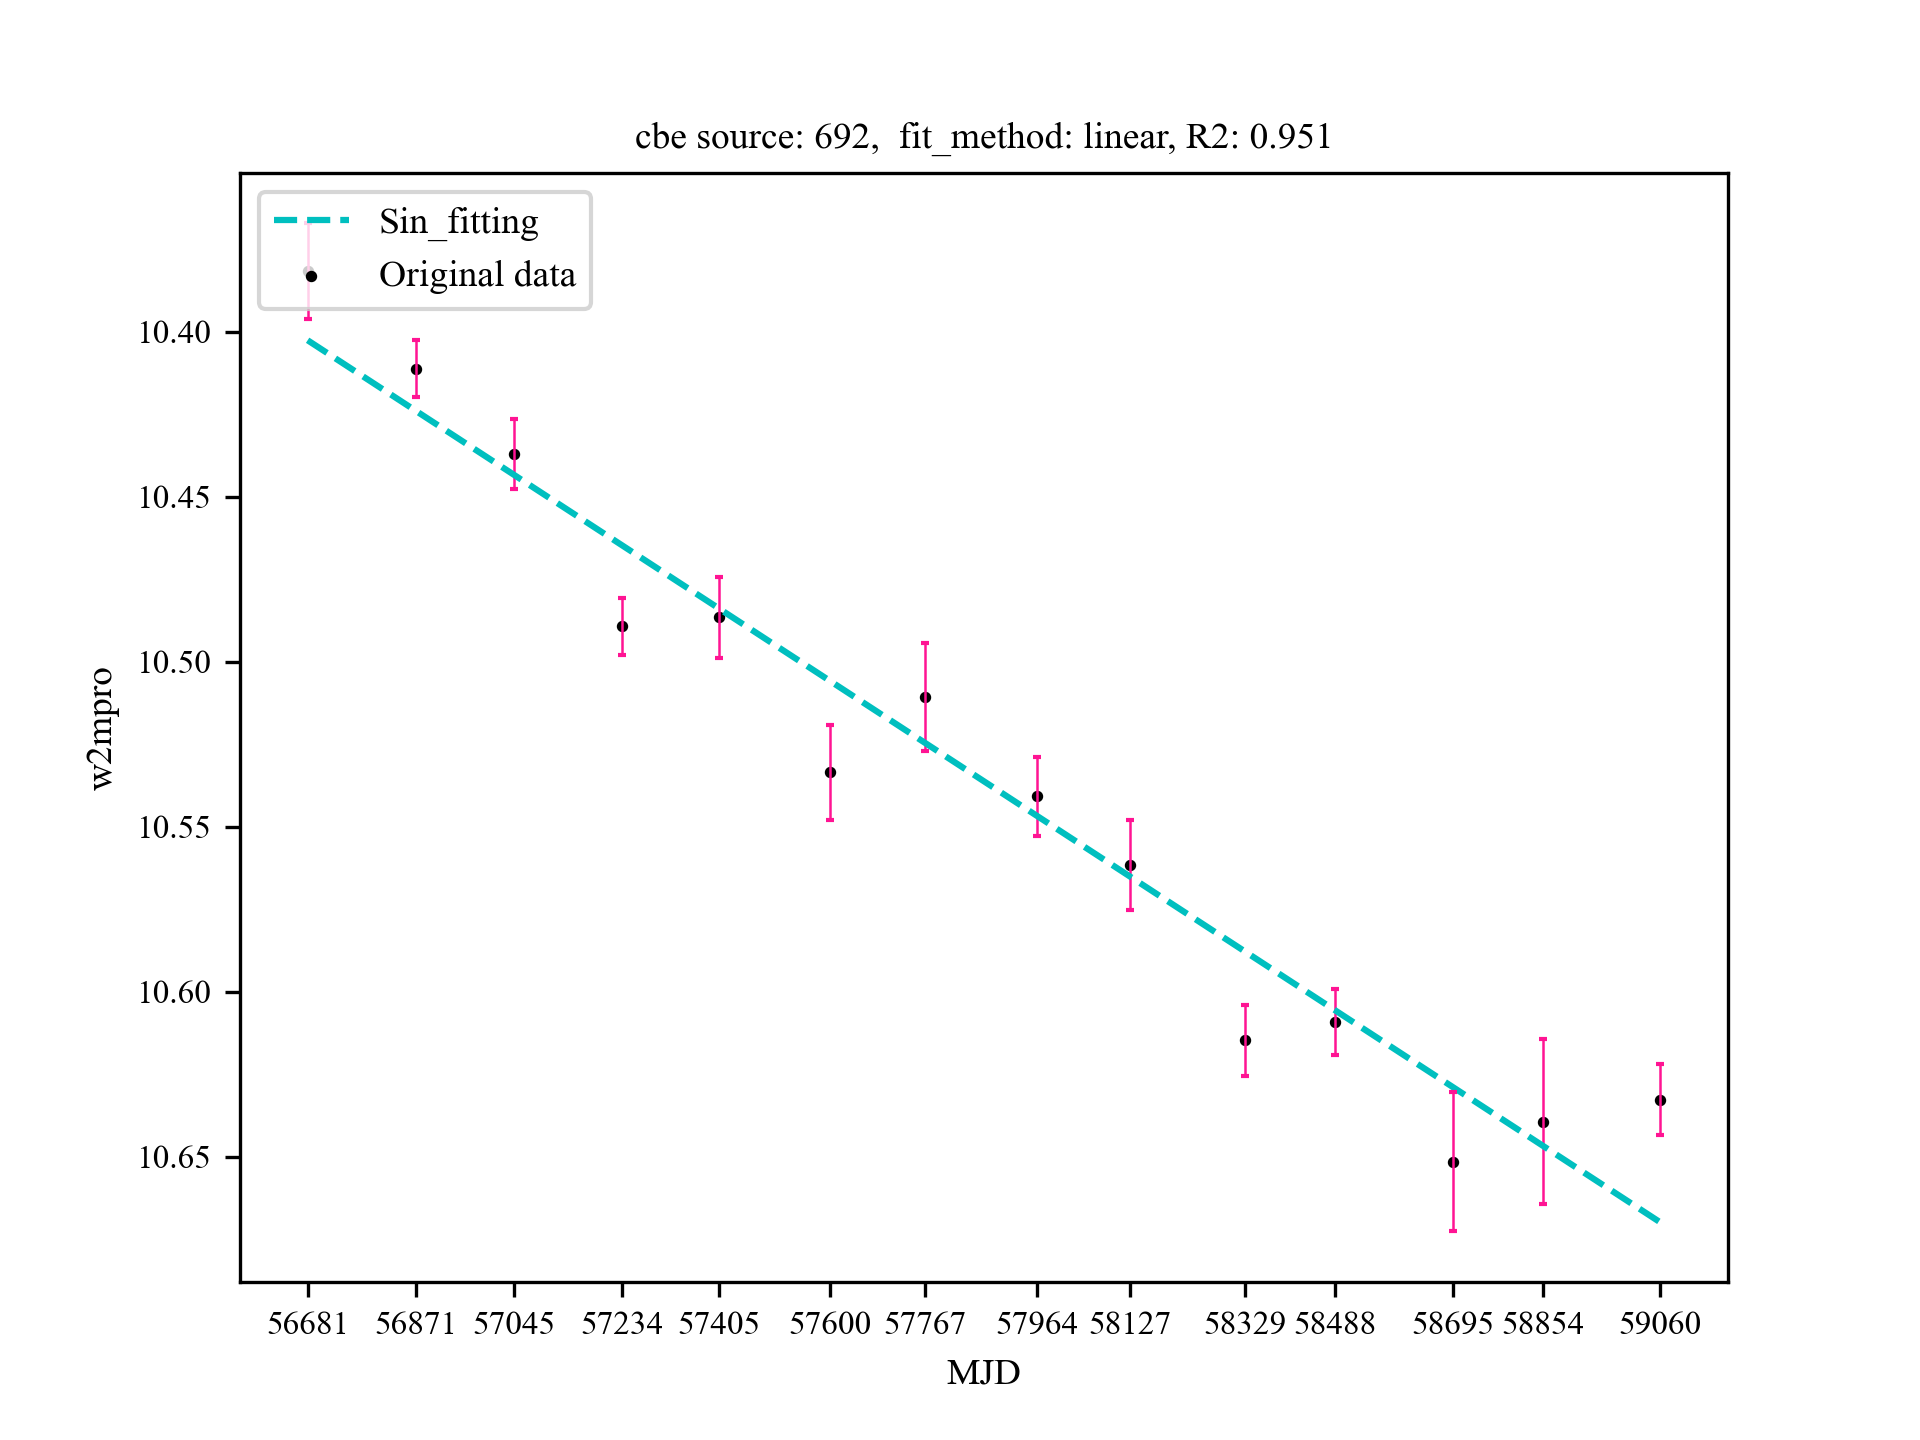 cbe source: 692,  fit_method: linear, R2: 0.951
Sin_fitting
Original data
10.40
10.45
10.50
10.55
10.60
10.65
w2mpro
56681 56871 57045 57234 57405 57600 57767 57964 58127 58329 58488 58695 58854 59060
MJD